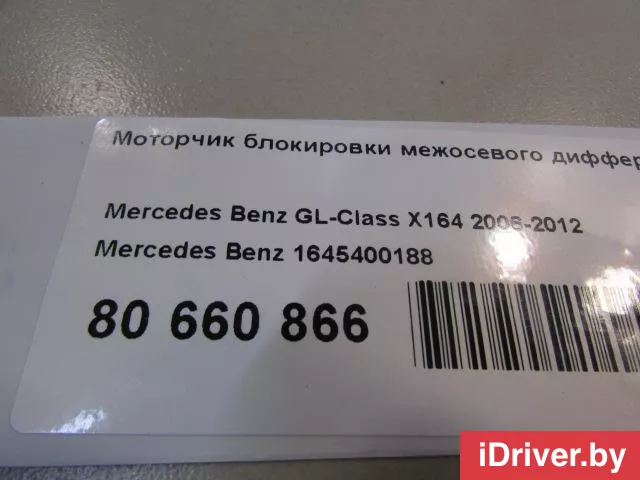 Моторчик блокировки межосевого диффер
Mercedes Benz GL-Class X164 2006-2012
Mercedes Benz 1645400188
80 660 866
iDriver.by